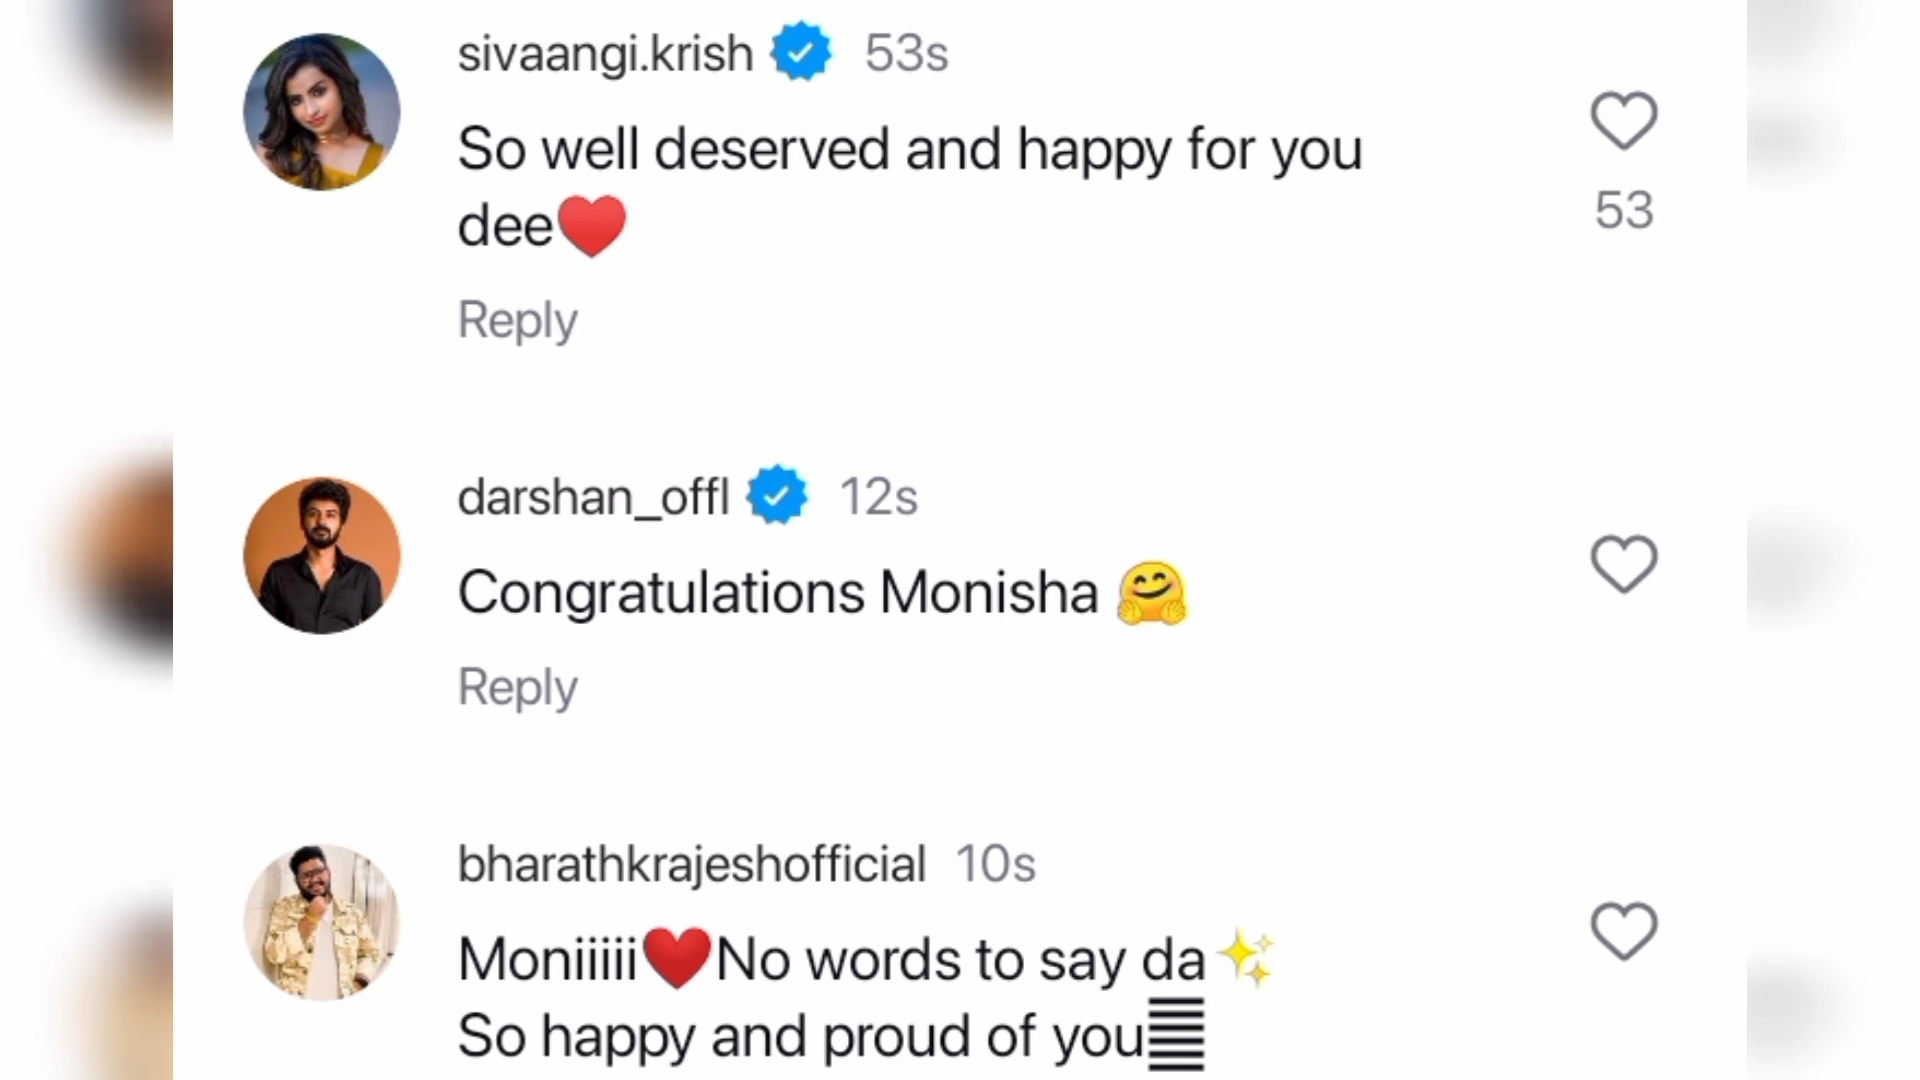 sivaangi.krish 53s
So well deserved and happy for you
dee❤️
53
Reply
darshan_offl 12s
Congratulations Monisha 🤗
Reply
bharathkrajeshofficial 10s
Moniiiii❤️No words to say da✨
So happy and proud of you